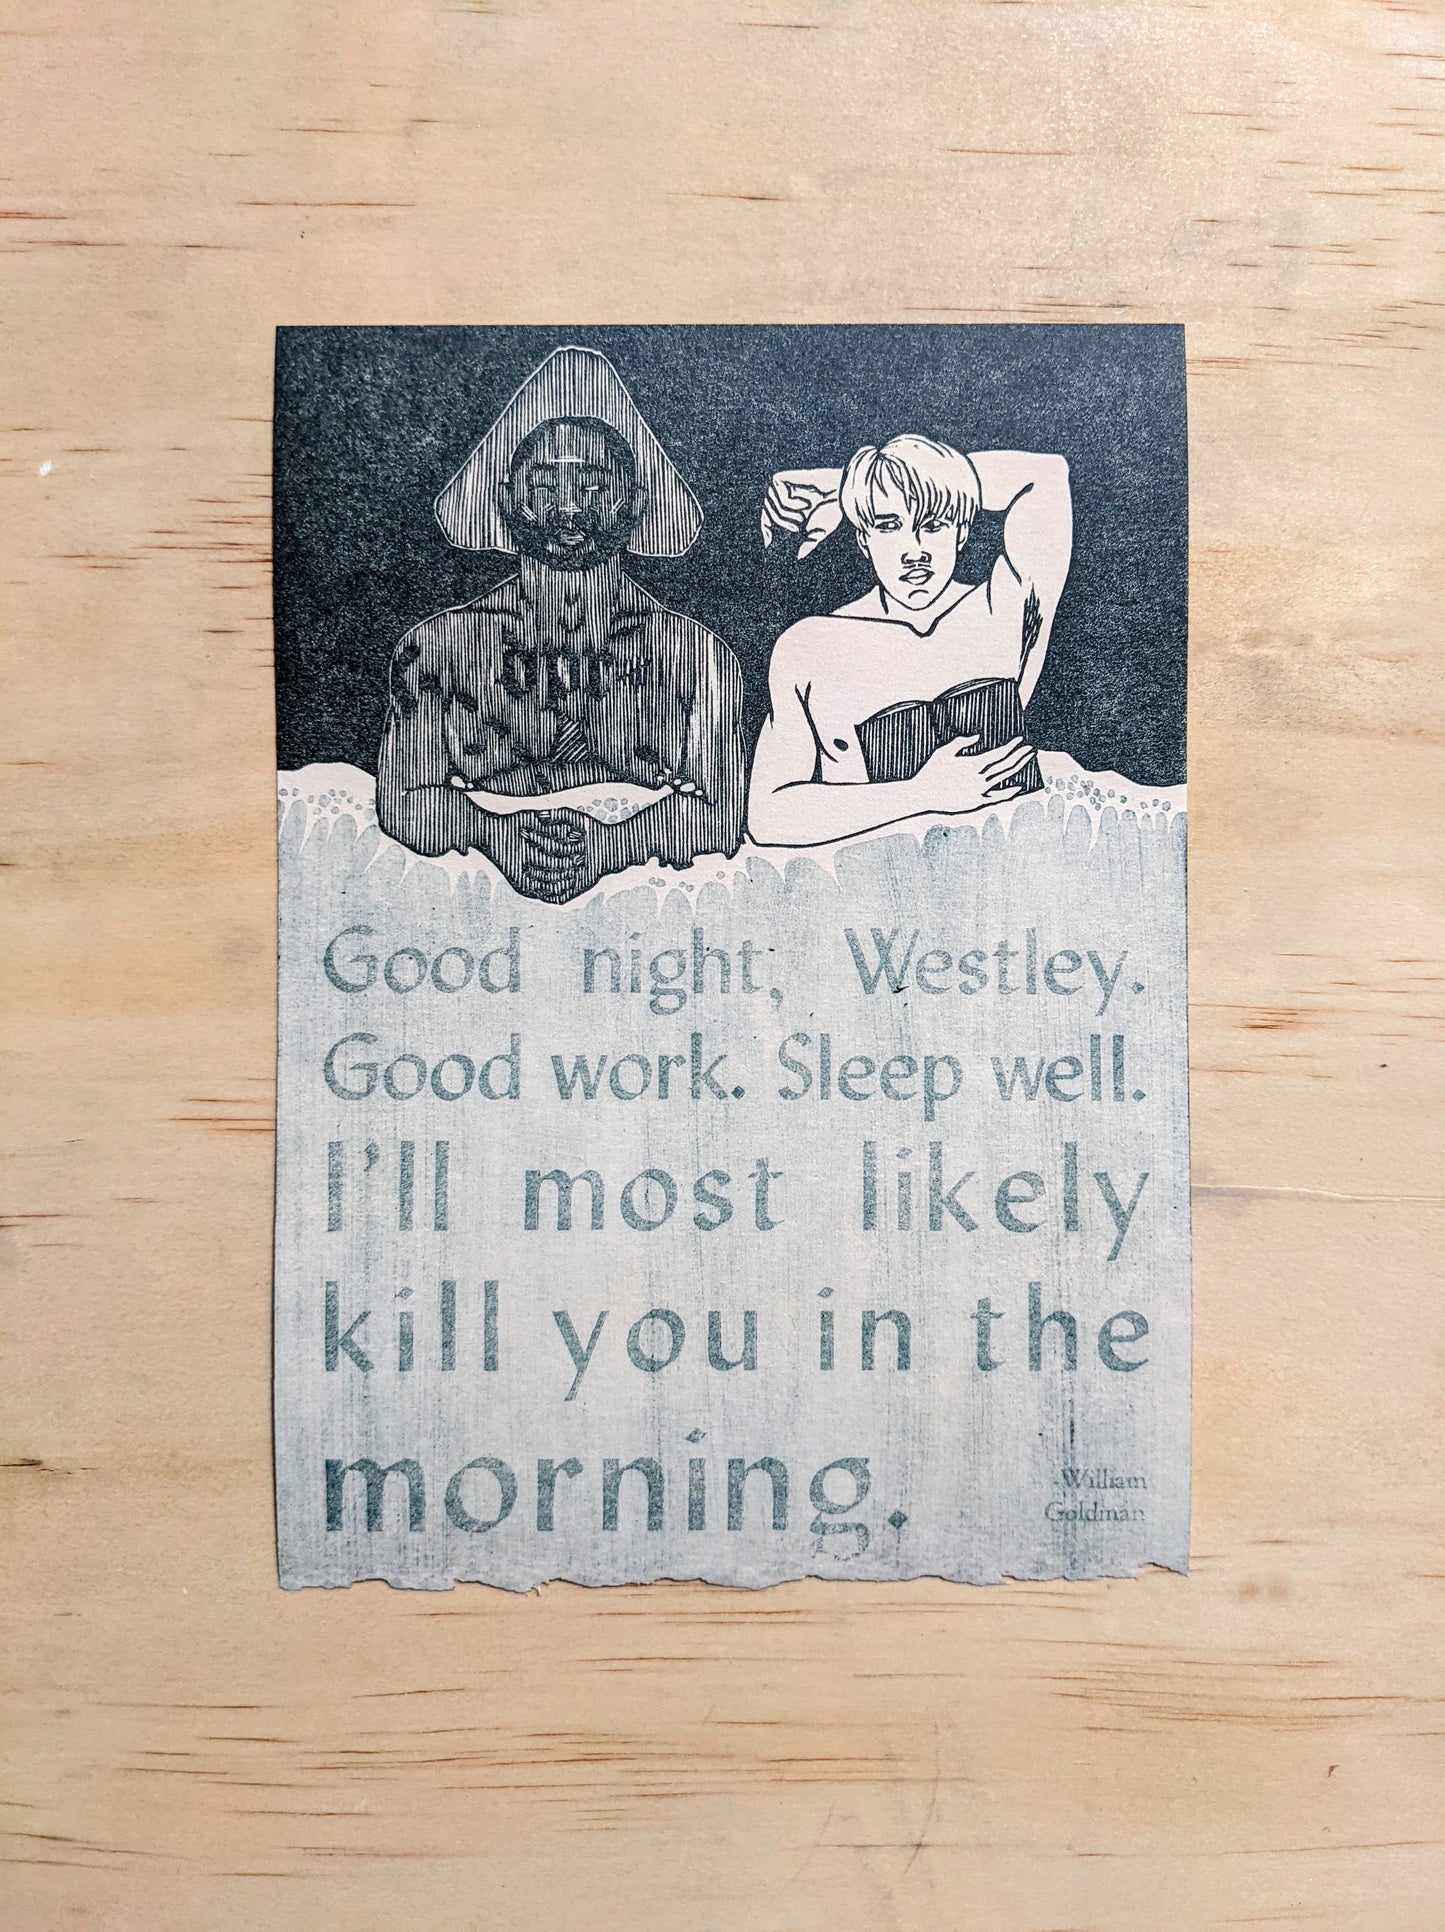 Good night, Westley.
Good work. Sleep well.
I'll most likely
kill you in the
morning.
-William
Goldman